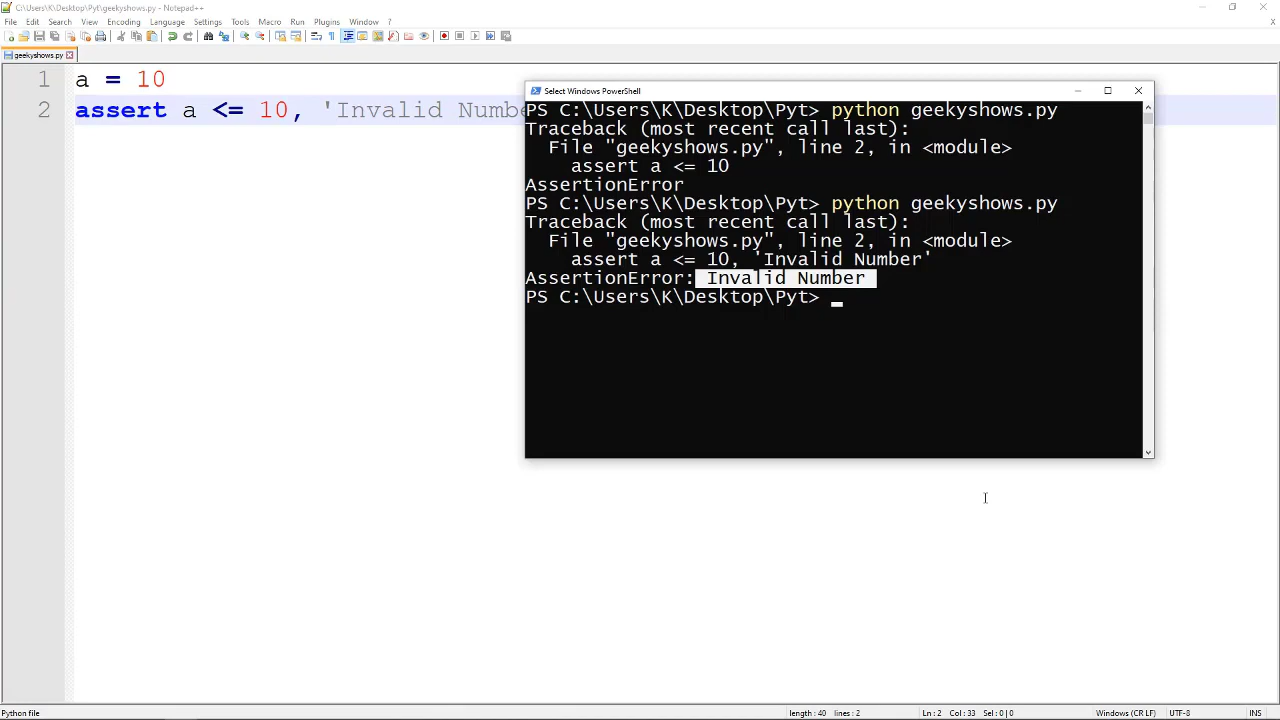 C:\Users\K\Desktop\Pyt\geekyshows.py - Notepad++
File Edit Search View Encoding Language Settings Tools Macro Run Plugins Window ?
geekyshows.py
1 a = 10
2 assert a <= 10, 'Invalid Numbe
Select Windows PowerShell
PS C:\Users\K\Desktop\Pyt> python geekyshows.py
Traceback (most recent call last):
File "geekyshows.py", line 2, in <module>
assert a <= 10
AssertionError
PS C:\Users\K\Desktop\Pyt> python geekyshows.py
Traceback (most recent call last):
File "geekyshows.py", line 2, in <module>
assert a <= 10, 'Invalid Number'
AssertionError: Invalid Number
PS C:\Users\K\Desktop\Pyt>
Python file length : 40 lines : 2 Ln : 2 Col : 33 Sel : 0 | 0 Windows (CR LF) UTF-8 INS